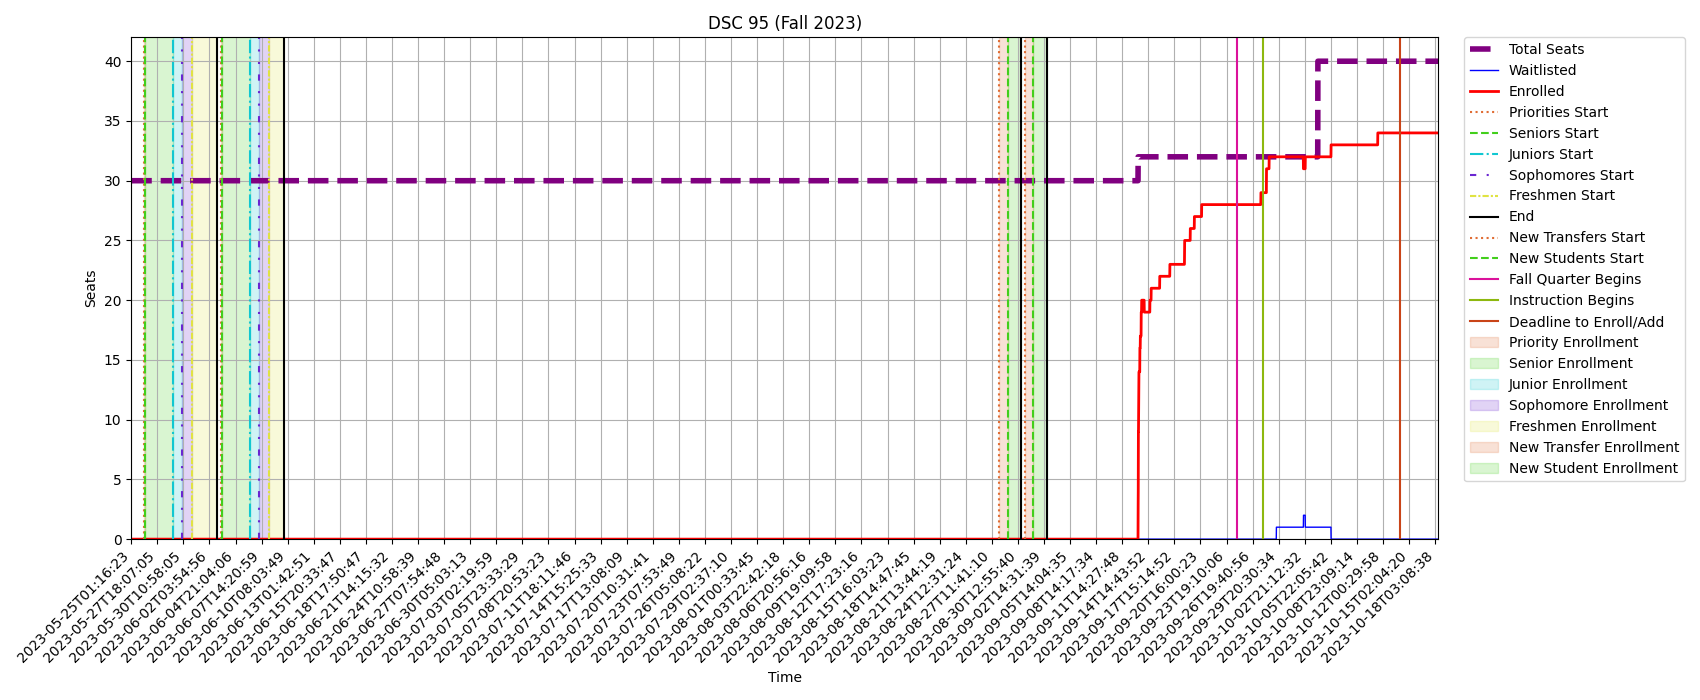 DSC 95 (Fall 2023)
Seats
40
35
30
25
20
15
10
5
0
2023-05-25T01:16:23
2023-05-27T18:07:05
2023-05-30T10:58:05
2023-06-02T03:54:56
2023-06-04T21:04:06
2023-06-07T14:20:59
2023-06-10T08:03:49
2023-06-13T01:42:51
2023-06-15T20:33:47
2023-06-18T17:50:47
2023-06-21T14:15:32
2023-06-24T10:58:39
2023-06-27T07:54:48
2023-06-30T05:03:13
2023-07-03T02:19:59
2023-07-05T23:33:29
2023-07-08T20:53:23
2023-07-11T18:11:46
2023-07-14T15:25:33
2023-07-17T13:08:09
2023-07-20T10:31:41
2023-07-23T07:53:49
2023-07-26T05:08:22
2023-07-29T02:37:10
2023-08-01T00:33:45
2023-08-03T22:42:18
2023-08-06T20:56:16
2023-08-09T19:09:58
2023-08-12T17:23:16
2023-08-15T16:03:23
2023-08-18T14:47:45
2023-08-21T13:44:19
2023-08-24T12:31:24
2023-08-27T11:41:10
2023-08-30T12:55:40
2023-09-02T14:31:39
2023-09-05T14:04:35
2023-09-08T14:17:34
2023-09-11T14:27:48
2023-09-14T14:43:52
2023-09-17T15:14:52
2023-09-20T16:00:23
2023-09-23T19:10:06
2023-09-26T19:40:56
2023-09-29T20:30:34
2023-10-02T21:12:32
2023-10-05T22:05:42
2023-10-08T23:09:14
2023-10-12T00:29:58
2023-10-15T02:04:20
2023-10-18T03:08:38
Time
Total Seats
Waitlisted
Enrolled
Priorities Start
Seniors Start
Juniors Start
Sophomores Start
Freshmen Start
End
New Transfers Start
New Students Start
Fall Quarter Begins
Instruction Begins
Deadline to Enroll/Add
Priority Enrollment
Senior Enrollment
Junior Enrollment
Sophomore Enrollment
Freshmen Enrollment
New Transfer Enrollment
New Student Enrollment